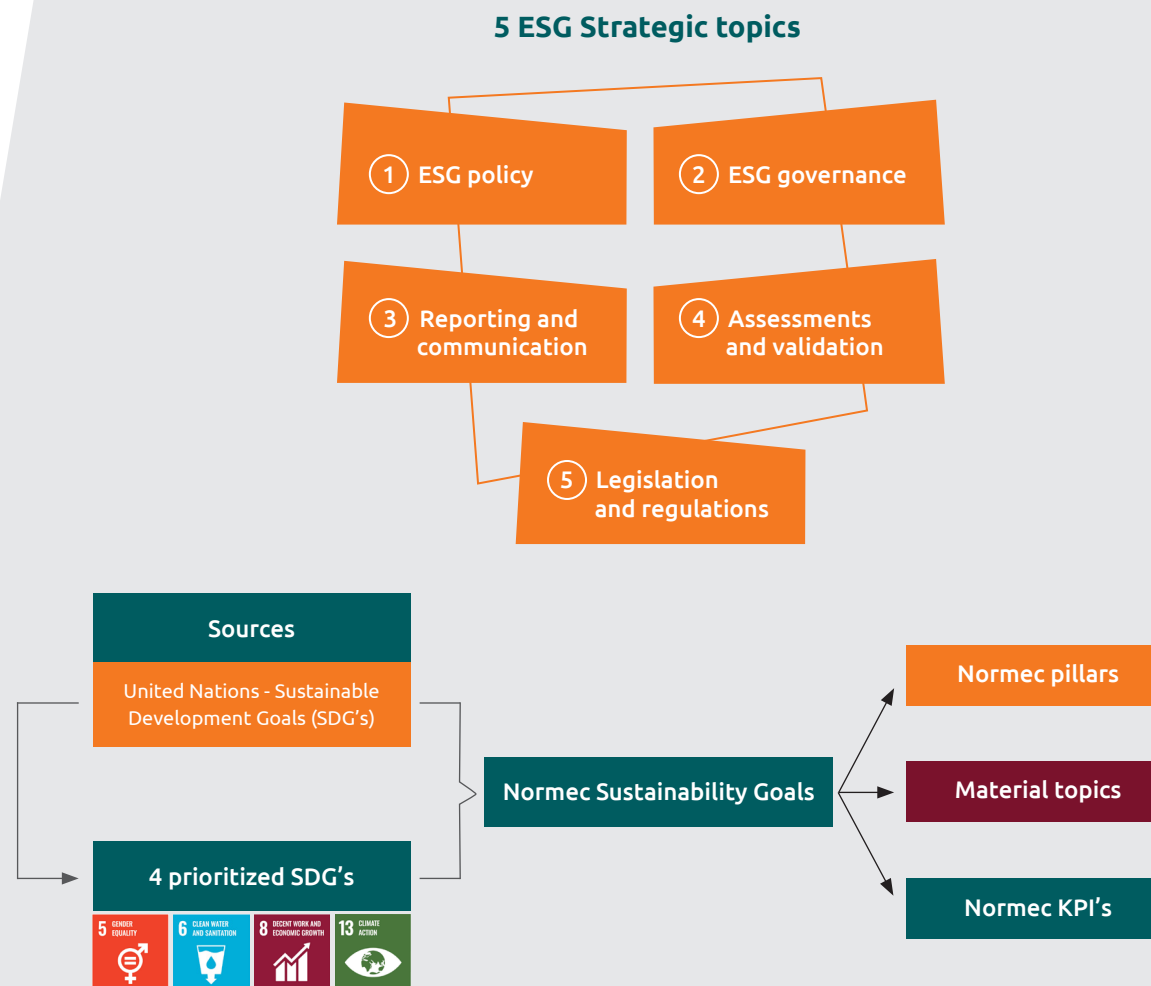 5 ESG Strategic topics
1 ESG policy
2 ESG governance
3 Reporting and
communication
4 Assessments
and validation
5 Legislation
and regulations
Sources
United Nations - Sustainable
Development Goals (SDG's)
Normec Sustainability Goals
4 prioritized SDG's
5 GENDER
EQUALITY
6 CLEAN WATER
AND SANITATION
8 DECENT WORK AND
ECONOMIC GROWTH
13 CLIMATE
ACTION
Normec pillars
Material topics
Normec KPI's